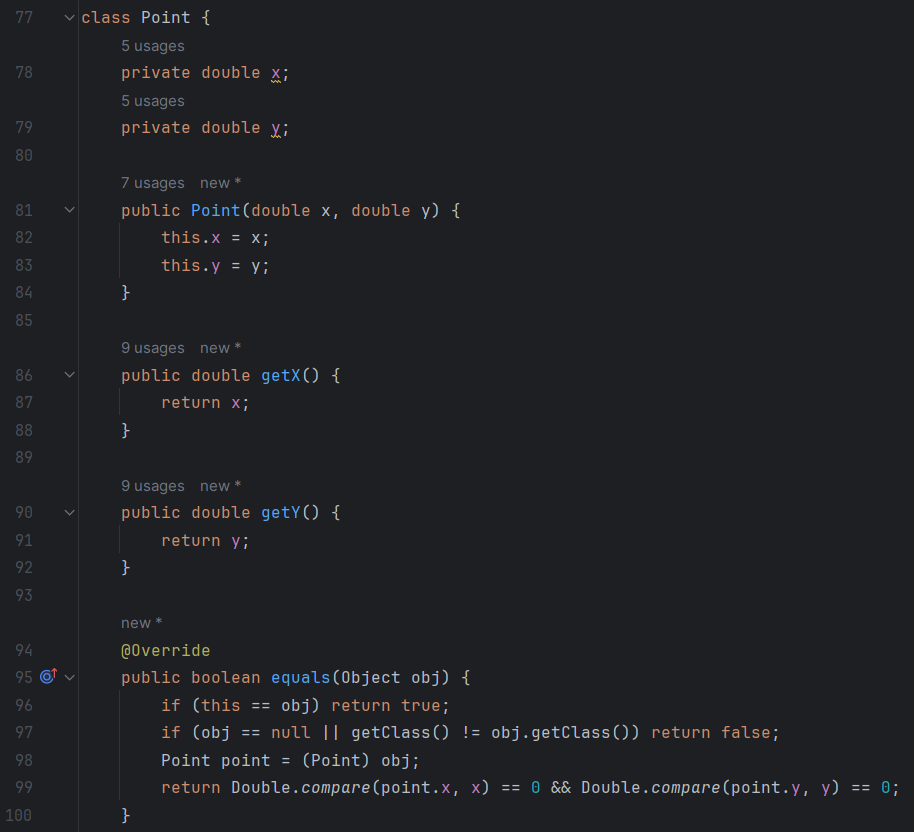 77 class Point {
5 usages
78 private double x;
5 usages
79 private double y;
80
7 usages new *
81 public Point(double x, double y) {
82 this.x = x;
83 this.y = y;
84 }
85
9 usages new *
86 public double getX() {
87 return x;
88 }
89
9 usages new *
90 public double getY() {
91 return y;
92 }
93
new *
94 @Override
95 public boolean equals(Object obj) {
96 if (this == obj) return true;
97 if (obj == null || getClass() != obj.getClass()) return false;
98 Point point = (Point) obj;
99 return Double.compare(point.x, x) == 0 && Double.compare(point.y, y) == 0;
100 }